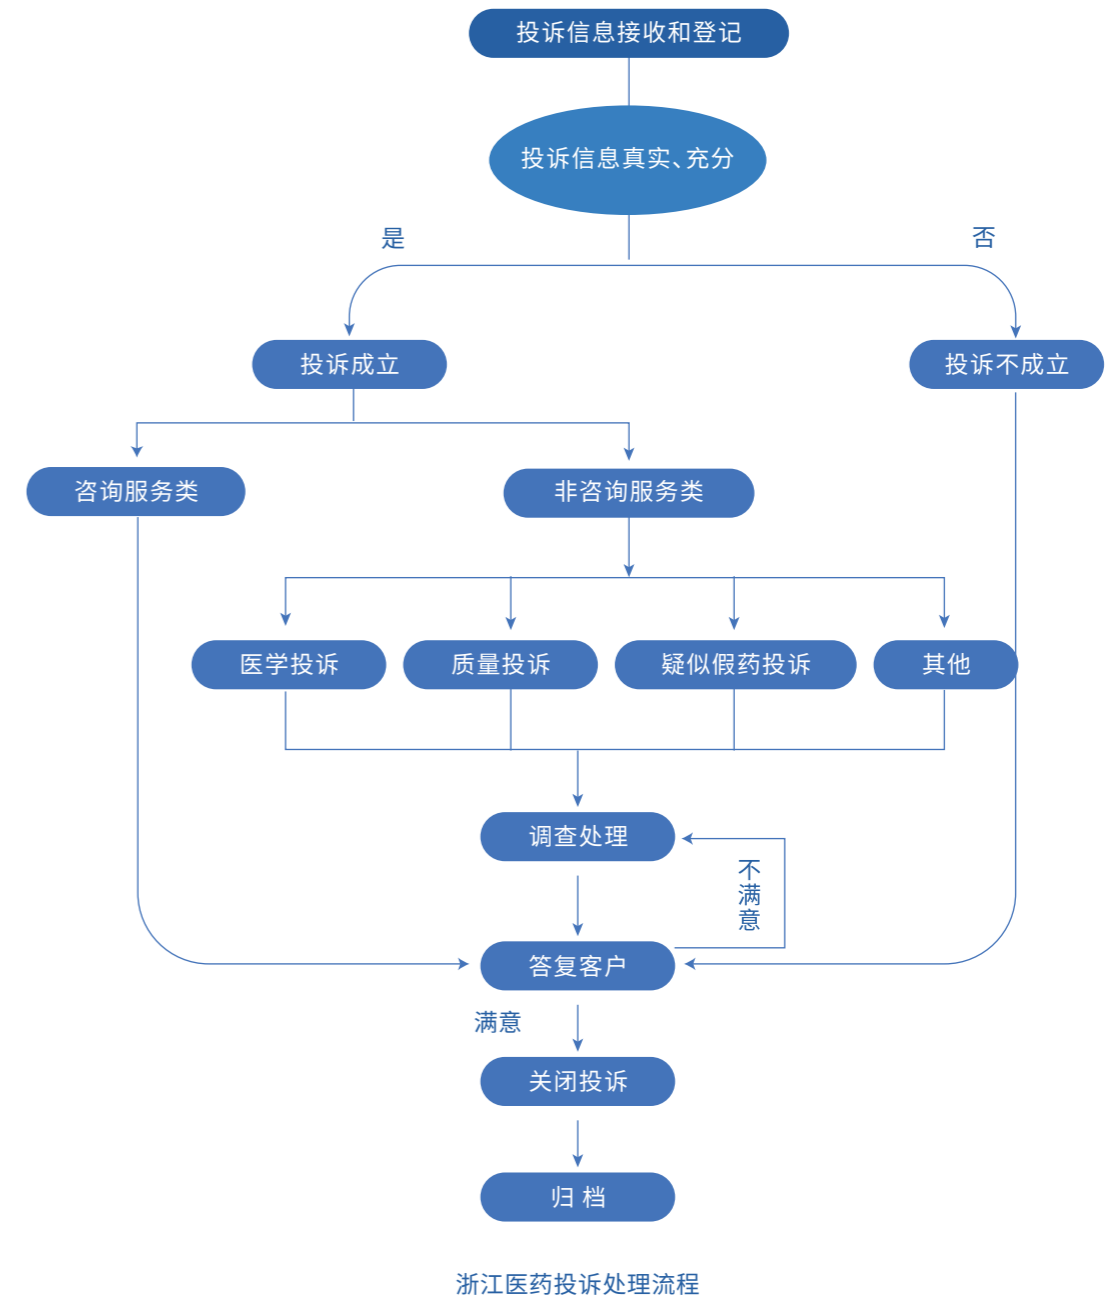 投诉信息接收和登记
投诉信息真实、充分
是
否
投诉成立
投诉不成立
咨询服务类
非咨询服务类
医学投诉
质量投诉
疑似假药投诉
其他
调查处理
不满意
答复客户
满意
关闭投诉
归 档
浙江医药投诉处理流程